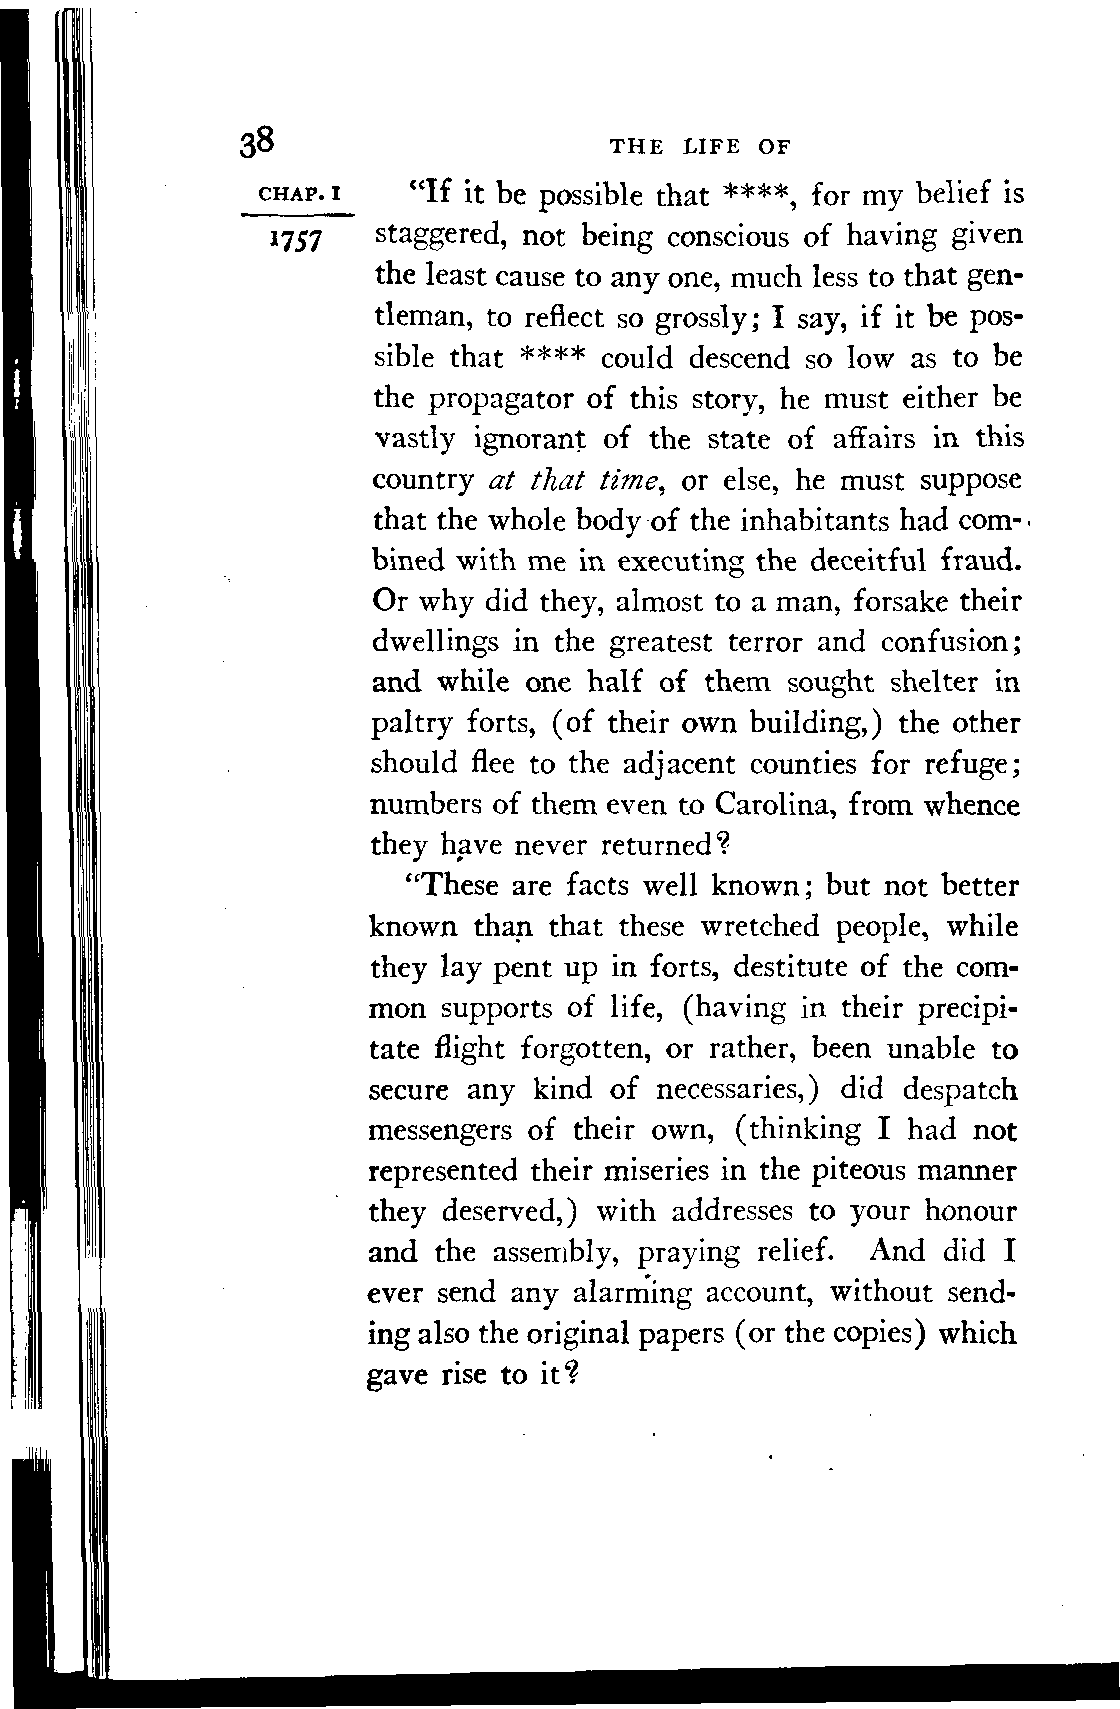 38
THE LIFE OF
CHAP. I
1757
“If it be possible that ****, for my belief is
staggered, not being conscious of having given
the least cause to any one, much less to that gen-
tleman, to reflect so grossly; I say, if it be pos-
sible that **** could descend so low as to be
the propagator of this story, he must either be
vastly ignorant of the state of affairs in this
country at that time, or else, he must suppose
that the whole body of the inhabitants had com-
bined with me in executing the deceitful fraud.
Or why did they, almost to a man, forsake their
dwellings in the greatest terror and confusion;
and while one half of them sought shelter in
paltry forts, (of their own building,) the other
should flee to the adjacent counties for refuge;
numbers of them even to Carolina, from whence
they have never returned?
“These are facts well known; but not better
known than that these wretched people, while
they lay pent up in forts, destitute of the com-
mon supports of life, (having in their precipi-
tate flight forgotten, or rather, been unable to
secure any kind of necessaries,) did despatch
messengers of their own, (thinking I had not
represented their miseries in the piteous manner
they deserved,) with addresses to your honour
and the assembly, praying relief. And did I
ever send any alarming account, without send-
ing also the original papers (or the copies) which
gave rise to it?